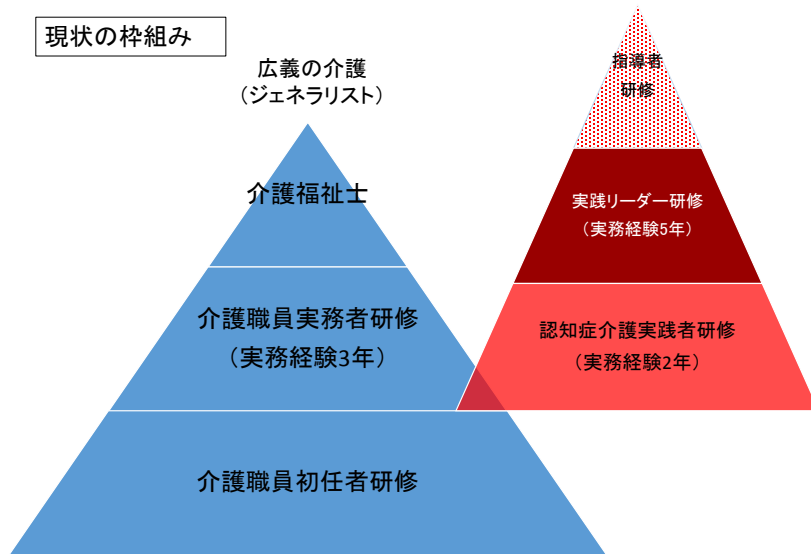 現状の枠組み
広義の介護
（ジェネラリスト）
介護福祉士
介護職員実務者研修
（実務経験3年）
介護職員初任者研修
指導者
研修
実践リーダー研修
（実務経験5年）
認知症介護実践者研修
（実務経験2年）